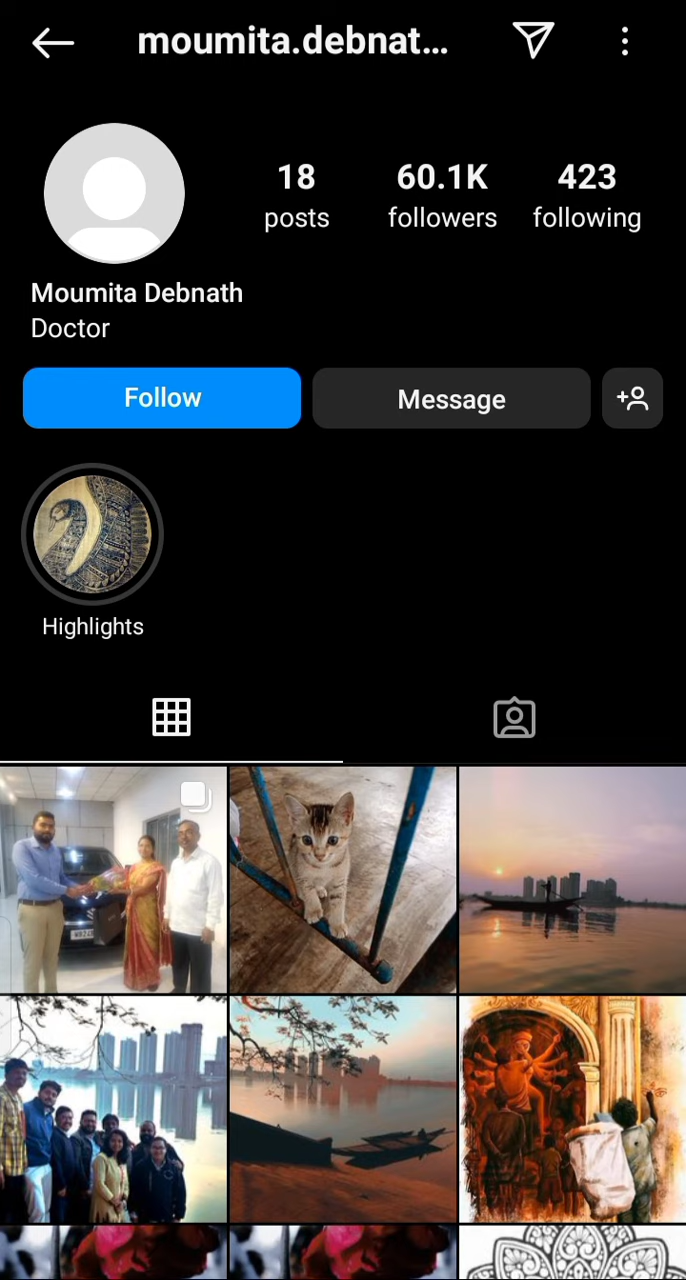 moumita.debnat...
18 60.1K 423
posts followers following
Moumita Debnath
Doctor
Follow Message
Highlights